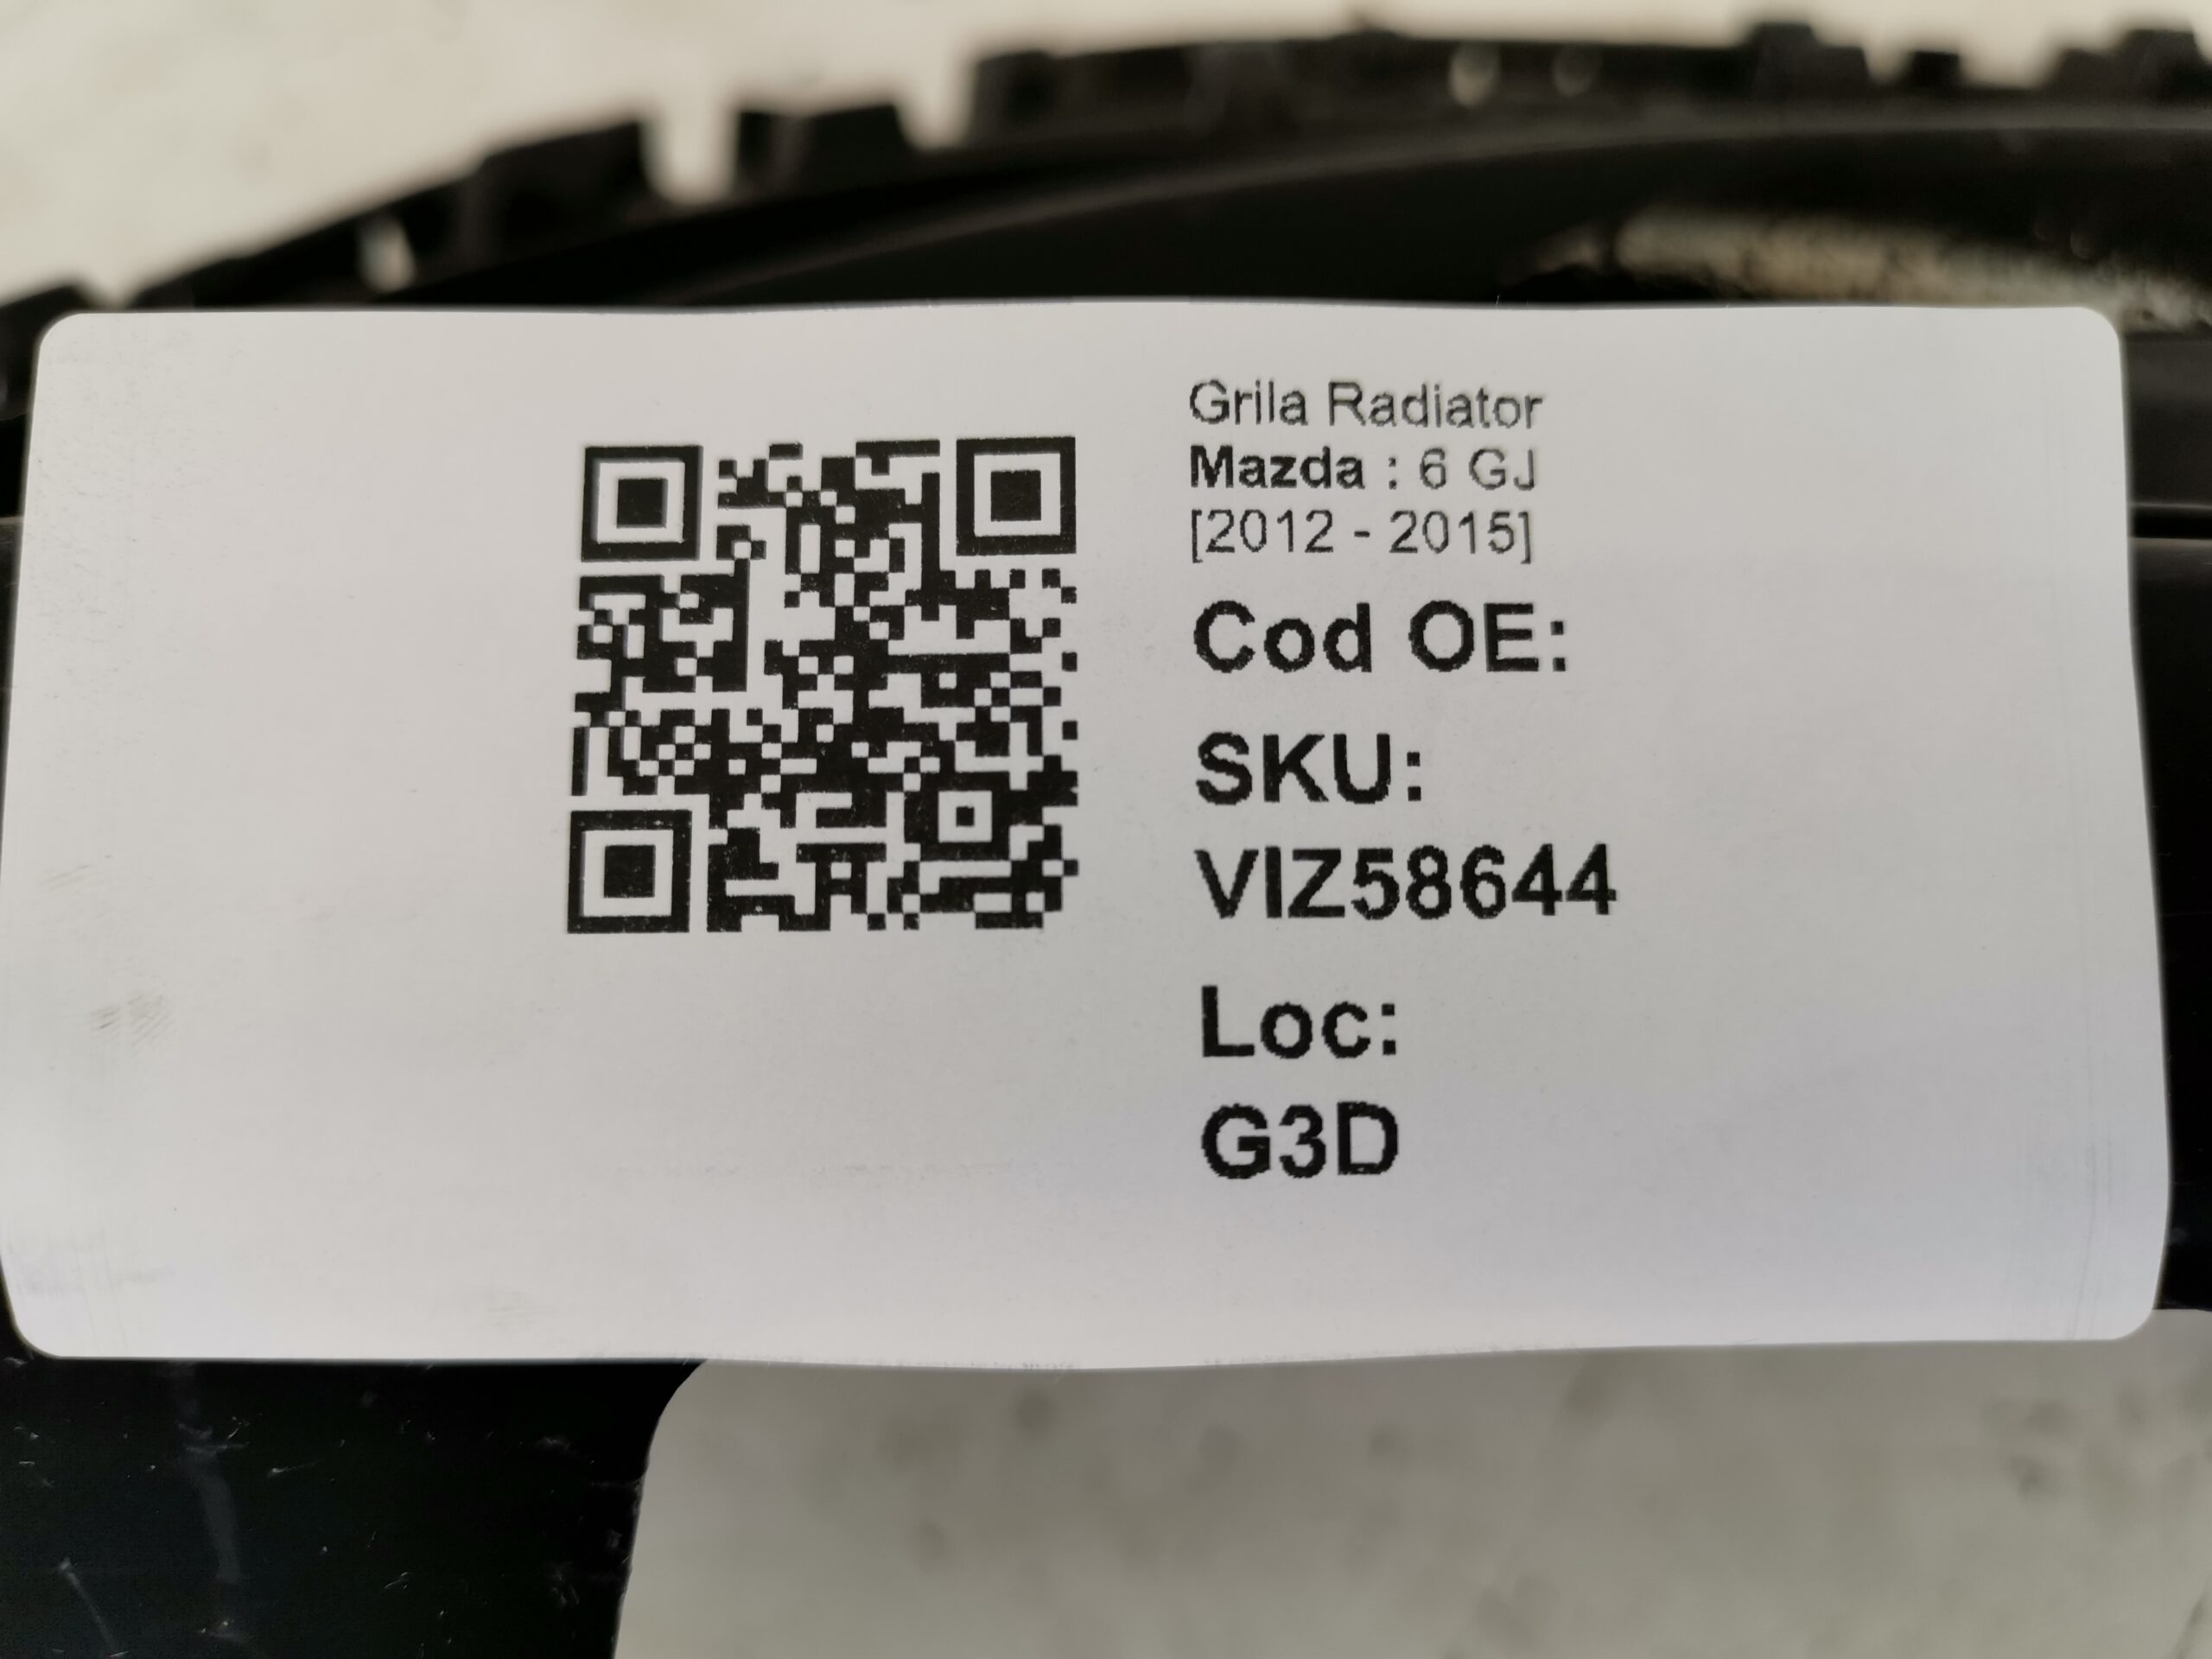 Grila Radiator
Mazda : 6 GJ
[2012 - 2015]
Cod OE:
SKU:
VIZ58644
Loc:
G3D